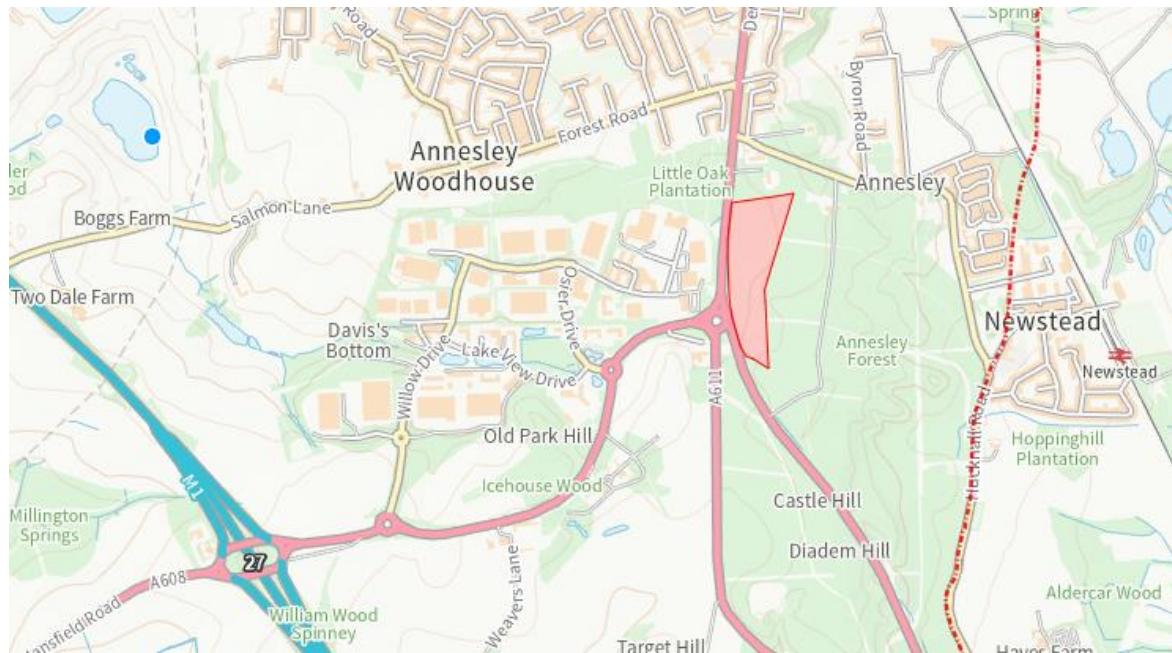 Spring
Road
Der
Byron Road
Forest Road
Annesley
Woodhouse
Little Oak
Plantation
Annesley
Boggs Farm
Salmon Lane
Two Dale Farm
Osier Drive
Davis's
Bottom
Willow Drive
Lake View Drive
Annesley
Forest
Newstead
Newstead
A611
Old Park Hill
Hucknall Road
Hoppinghill
Plantation
Icehouse Wood
M1
Castle Hill
Millington
Springs
Diadem Hill
27
A608
Mansfield Road
Weavers Lane
Aldercar Wood
William Wood
Spinney
Target Hill
Hayes Farm